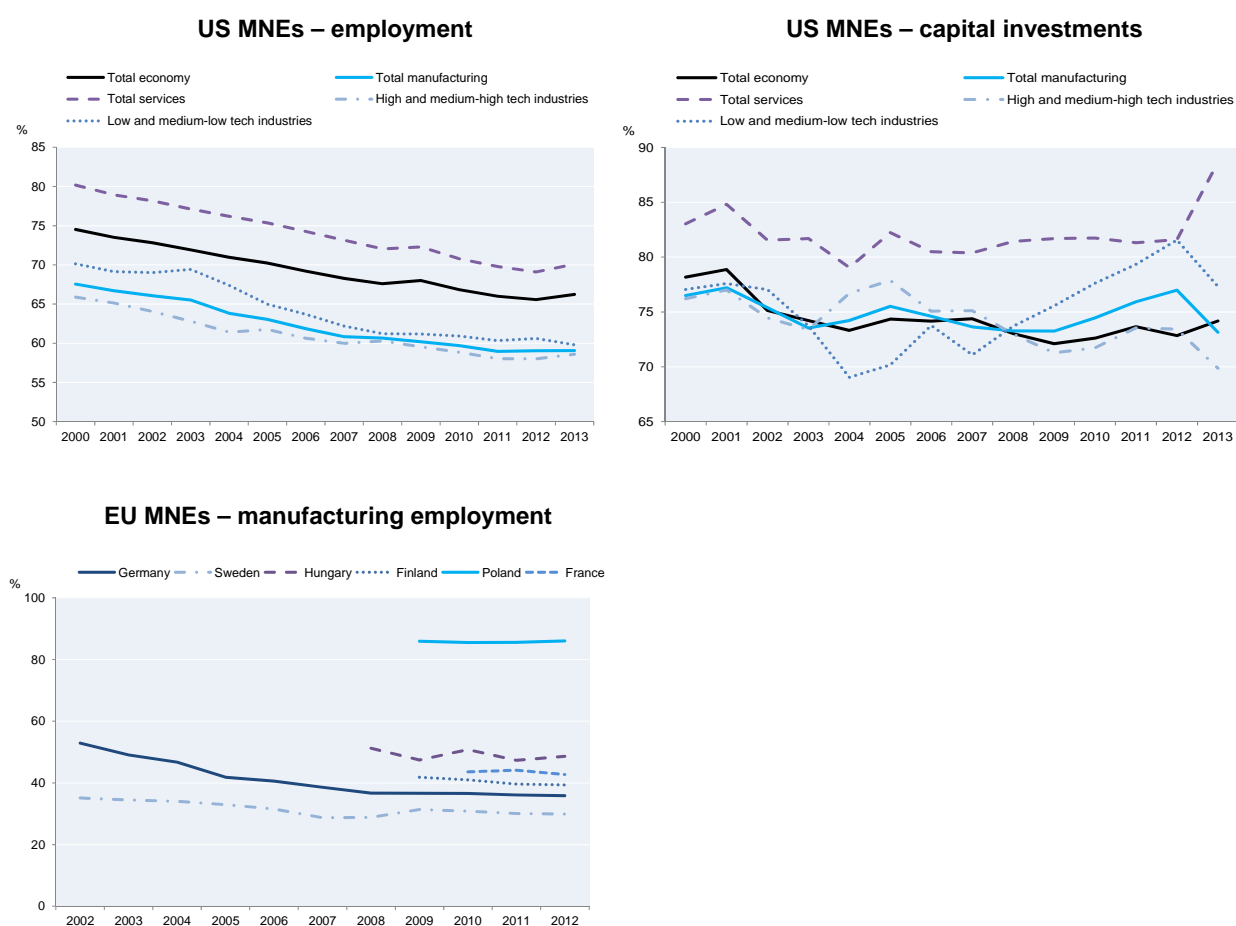 US MNEs – employment
Total economy
Total manufacturing
Total services
High and medium-high tech industries
Low and medium-low tech industries
%
85
80
75
70
65
60
55
50
2000 2001 2002 2003 2004 2005 2006 2007 2008 2009 2010 2011 2012 2013
US MNEs – capital investments
Total economy
Total manufacturing
Total services
High and medium-high tech industries
Low and medium-low tech industries
%
90
85
80
75
70
65
2000 2001 2002 2003 2004 2005 2006 2007 2008 2009 2010 2011 2012 2013
EU MNEs – manufacturing employment
Germany Sweden Hungary Finland Poland France
%
100
80
60
40
20
0
2002 2003 2004 2005 2006 2007 2008 2009 2010 2011 2012